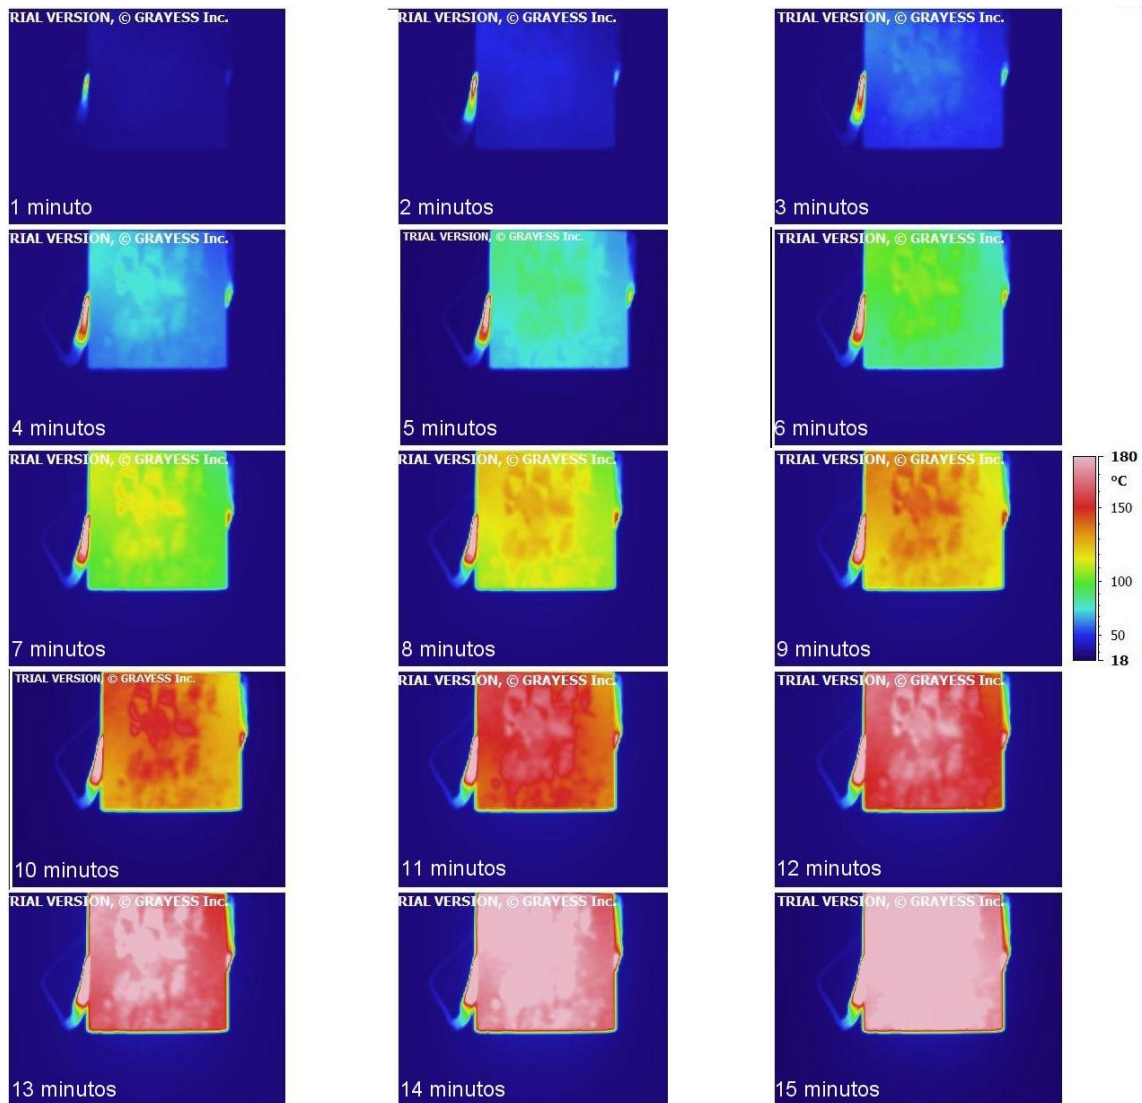 RIAL VERSION, © GRAYESS Inc.
RIAL VERSION, © GRAYESS Inc.
TRIAL VERSION, © GRAYESS Inc.
1 minuto
2 minutos
3 minutos
RIAL VERSION, © GRAYESS Inc.
TRIAL VERSION, © GRAYESS Inc.
TRIAL VERSION, © GRAYESS Inc.
4 minutos
5 minutos
6 minutos
RIAL VERSION, © GRAYESS Inc.
RIAL VERSION, © GRAYESS Inc.
TRIAL VERSION, © GRAYESS Inc.
180
ºC
150
100
50
18
7 minutos
8 minutos
9 minutos
TRIAL VERSION, © GRAYESS Inc.
RIAL VERSION, © GRAYESS Inc.
TRIAL VERSION, © GRAYESS Inc.
10 minutos
11 minutos
12 minutos
RIAL VERSION, © GRAYESS Inc.
RIAL VERSION, © GRAYESS Inc.
TRIAL VERSION, © GRAYESS Inc.
13 minutos
14 minutos
15 minutos